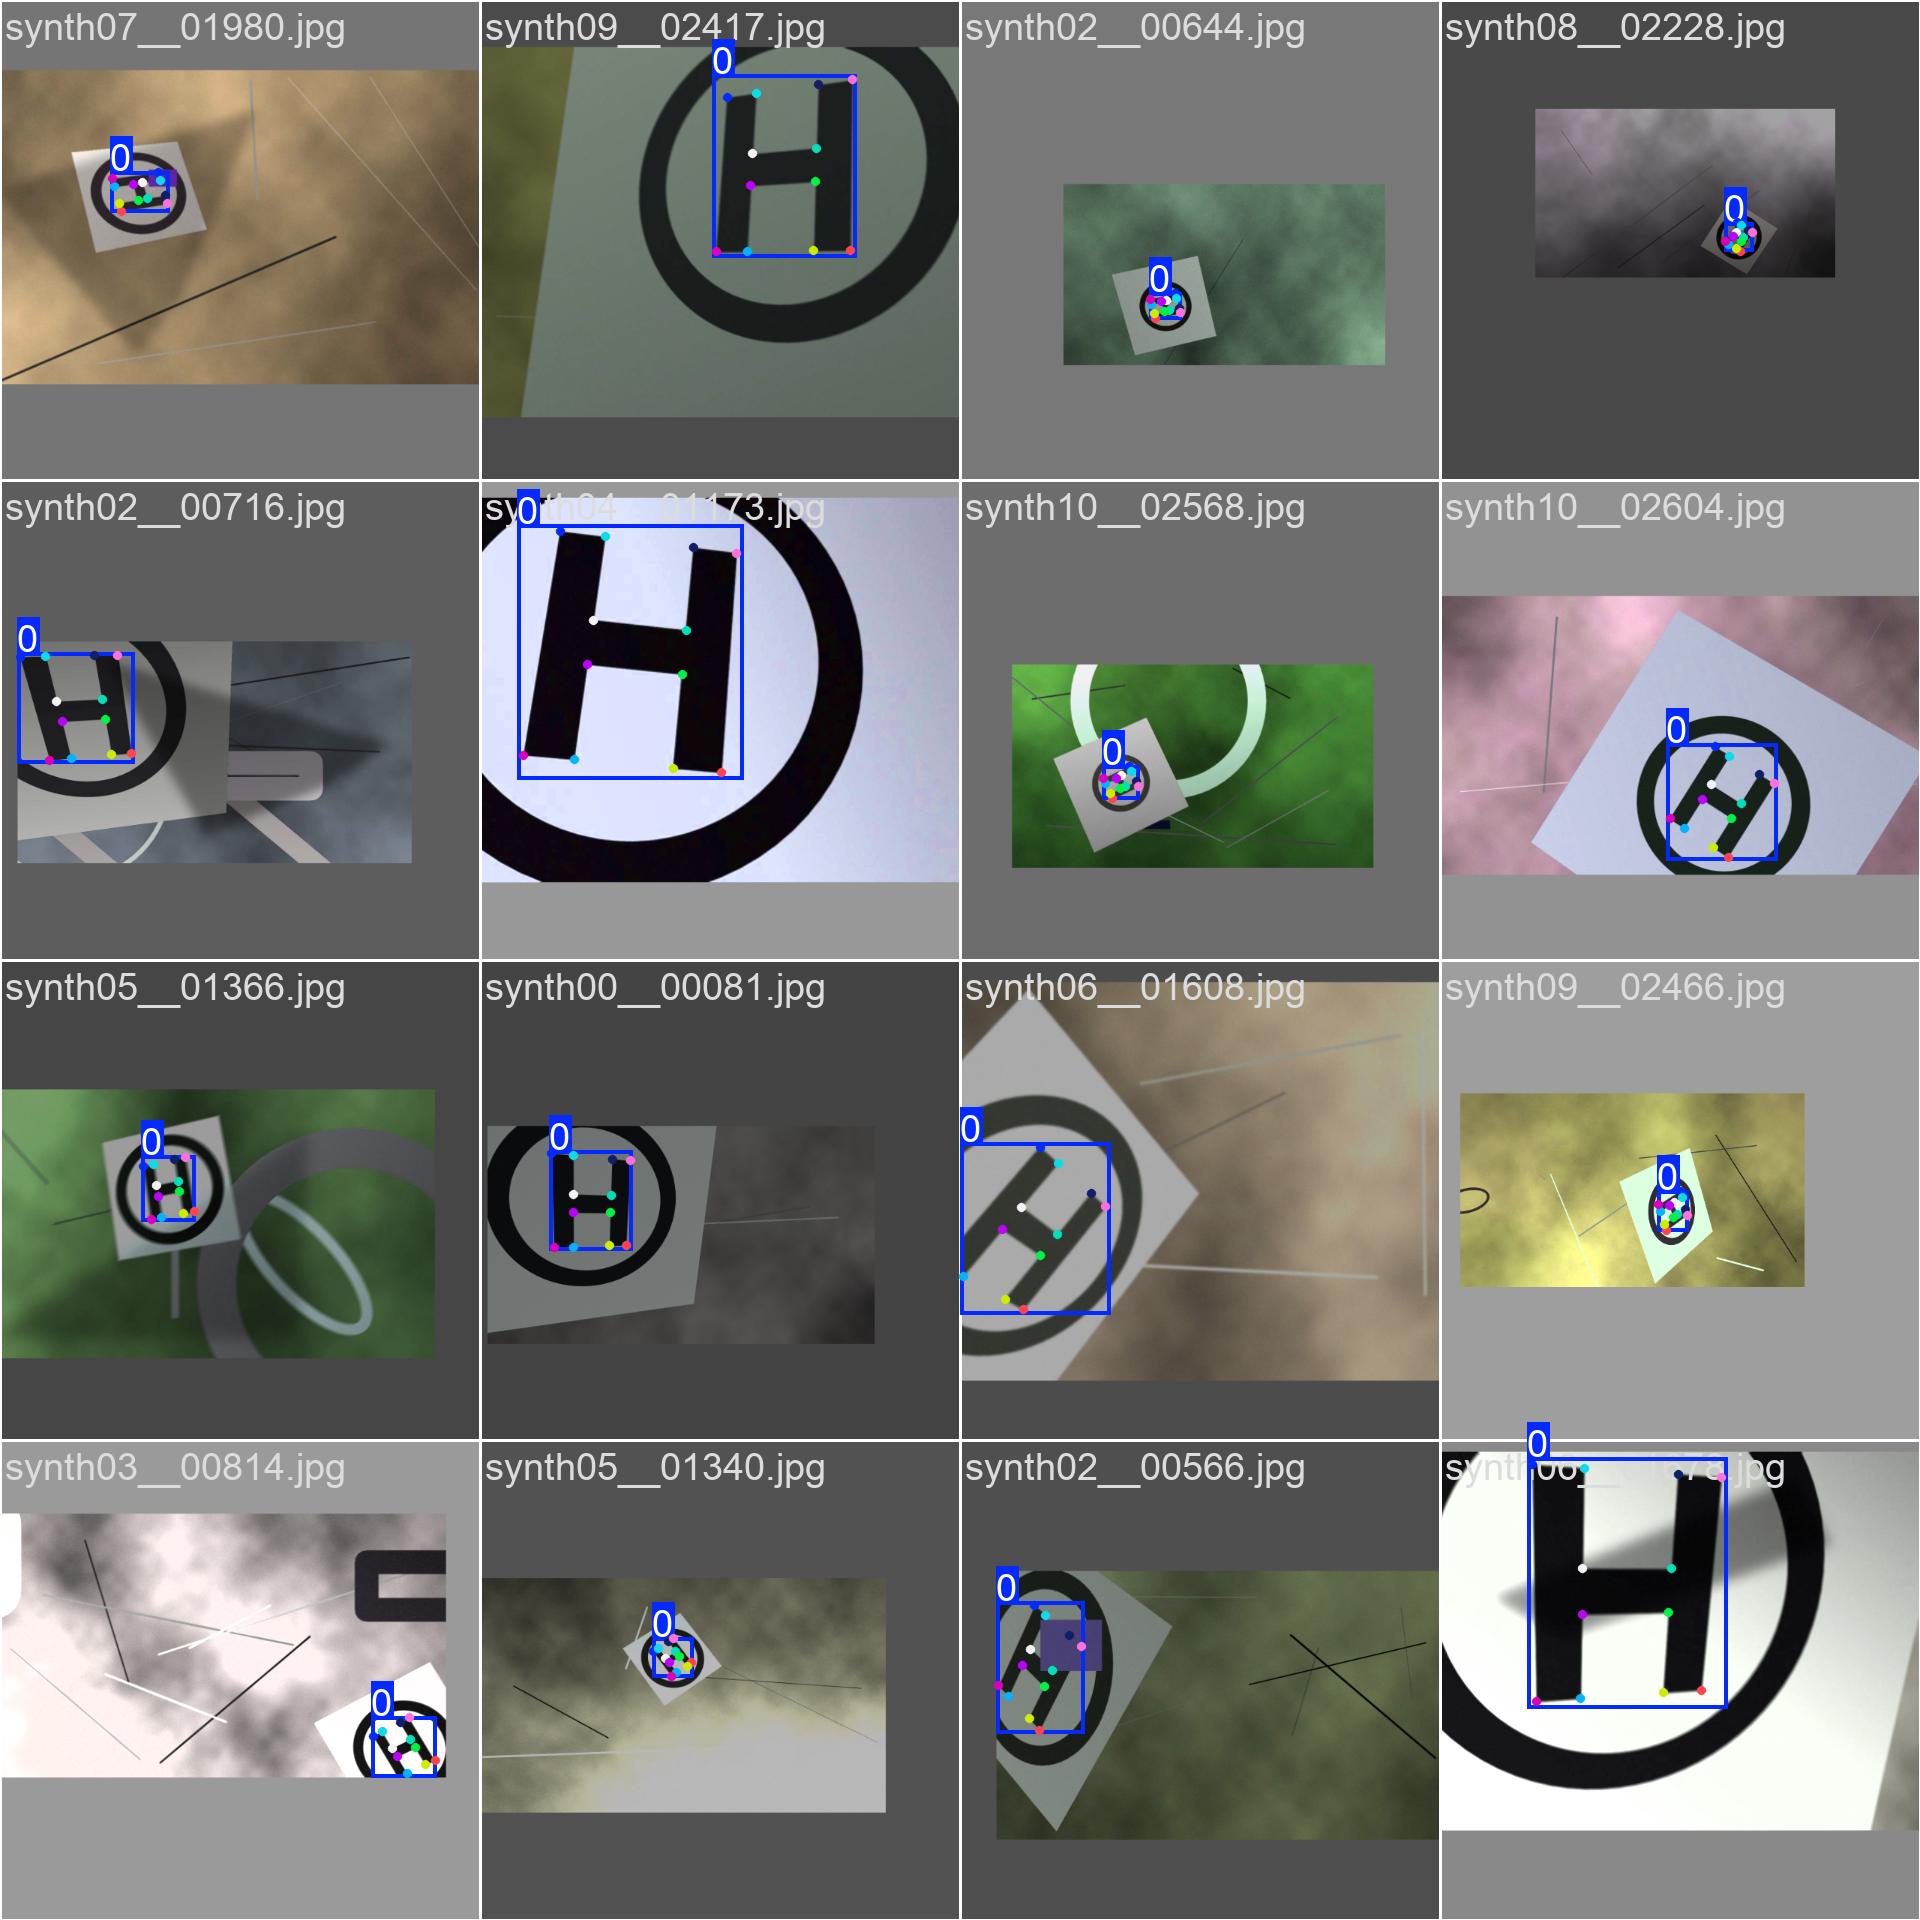 synth07__01980.jpg
0
synth09__02417.jpg
0
synth02__00644.jpg
0
synth08__02228.jpg
0
synth02__00716.jpg
0
H
synth04__01173.jpg
0
H
synth10__02568.jpg
0
synth10__02604.jpg
0
H
synth05__01366.jpg
0
H
synth00__00081.jpg
0
H
synth06__01608.jpg
0
H
synth09__02466.jpg
0
synth03__00814.jpg
0
H
synth05__01340.jpg
0
synth02__00566.jpg
0
H
0
H